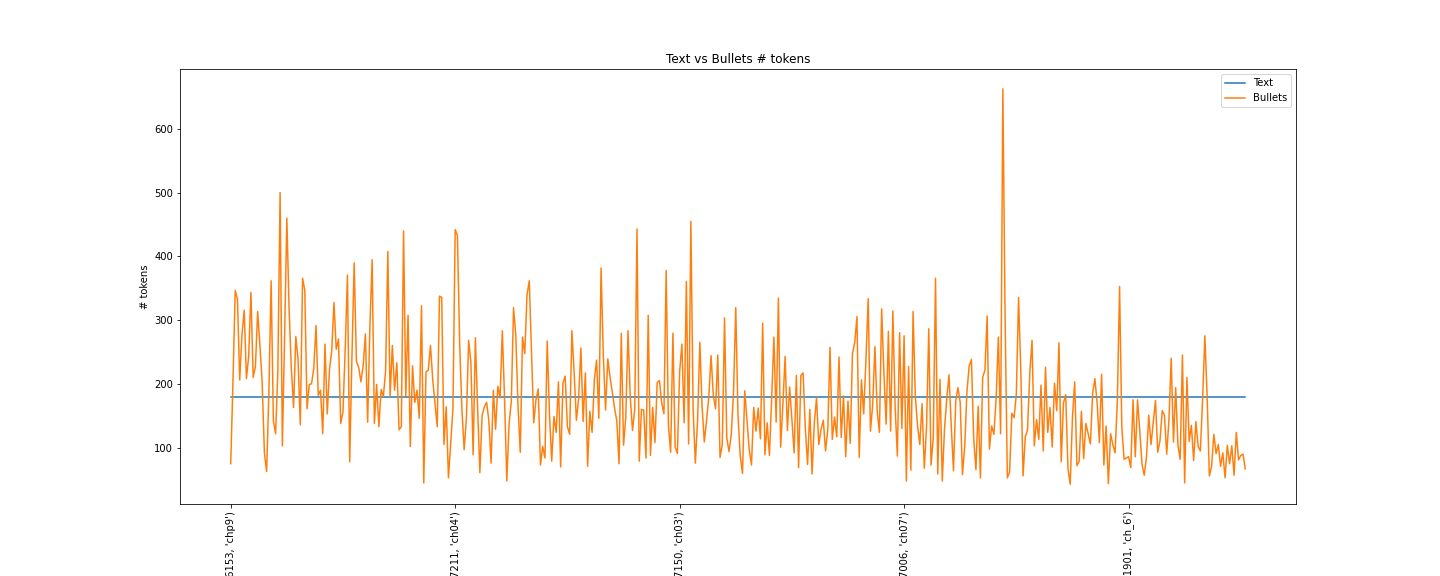 Text vs Bullets # tokens
Text
Bullets
600
500
400
300
200
100
# tokens
6153, 'chp9')
7211, 'ch04')
7150, 'ch03')
7006, 'ch07')
1901, 'ch_6')